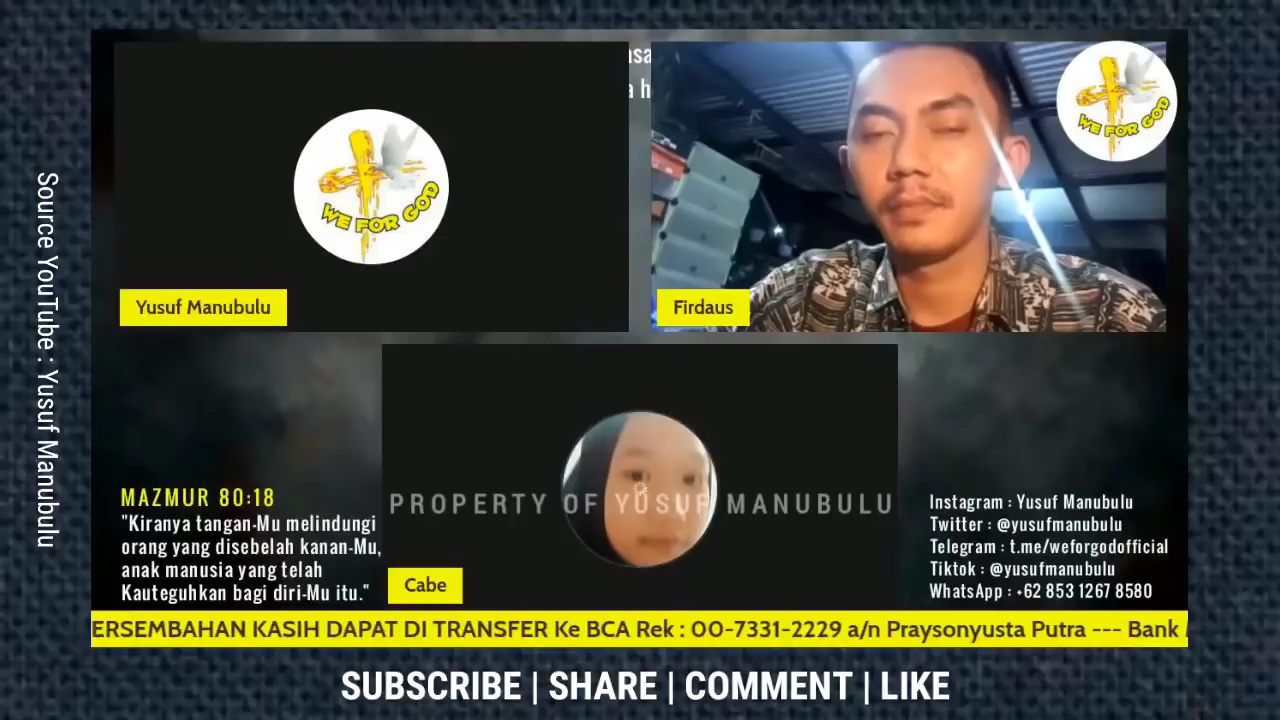 WE FOR GOD
WE FOR GOD
Yusuf Manubulu
Firdaus
Source YouTube : Yusuf Manubulu
MAZMUR 80:18
"Kiranya tangan-Mu melindungi
orang yang disebelah kanan-Mu,
anak manusia yang telah
Kauteguhkan bagi diri-Mu itu."
PROPERTY OF YUSUF MANUBULU
Cabe
Instagram : Yusuf Manubulu
Twitter : @yusufmanubulu
Telegram : t.me/weforgodofficial
Tiktok : @yusufmanubulu
WhatsApp : +62 853 1267 8580
ERSEMBAHAN KASIH DAPAT DI TRANSFER Ke BCA Rek : 00-7331-2229 a/n Praysonyusta Putra --- Bank
SUBSCRIBE | SHARE | COMMENT | LIKE